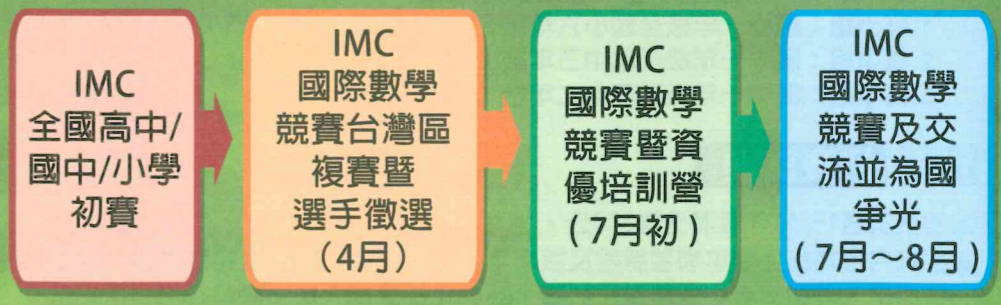 IMC
全國高中/
國中/小學
初賽
IMC
國際數學
競賽台灣區
複賽暨
選手徵選
(4月)
IMC
國際數學
競賽暨資
優培訓營
(7月初)
IMC
國際數學
競賽及交
流並為國
爭光
(7月～8月)